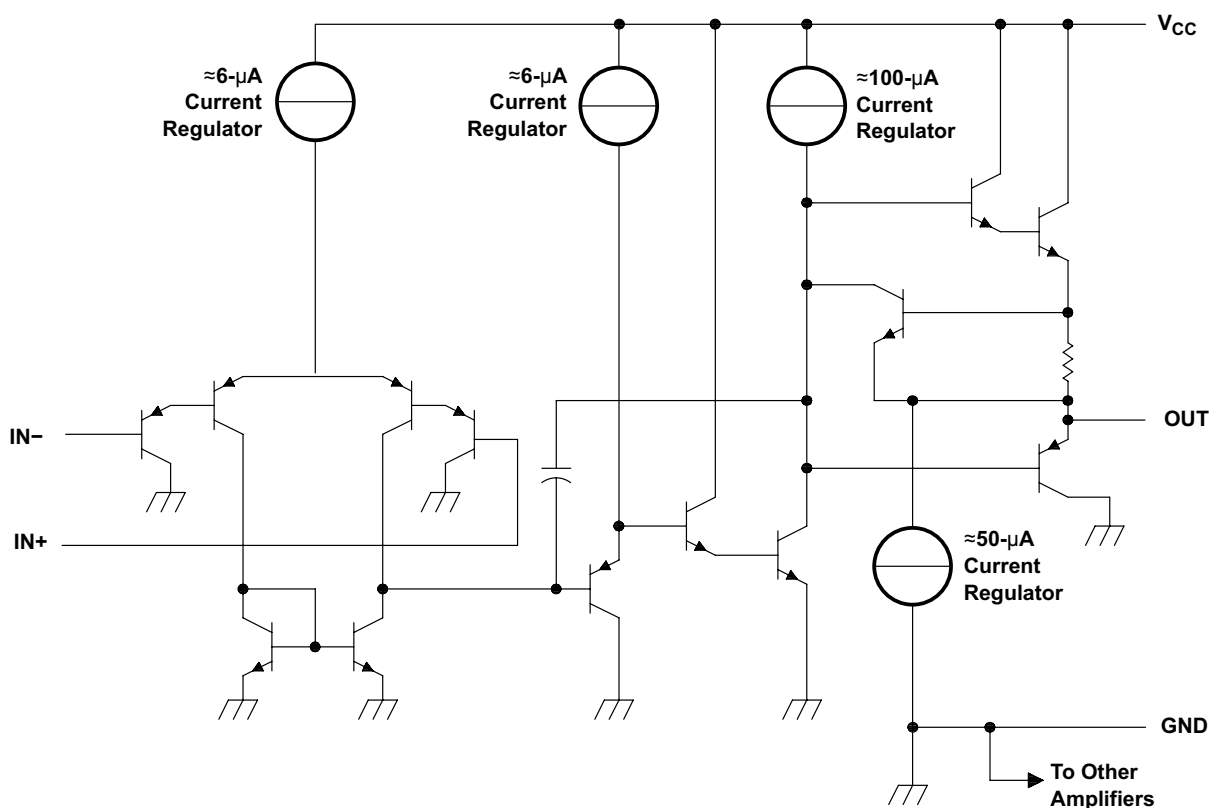 V_CC
≈6-µA
Current
Regulator
≈6-µA
Current
Regulator
≈100-µA
Current
Regulator
IN−
OUT
IN+
≈50-µA
Current
Regulator
GND
To Other
Amplifiers